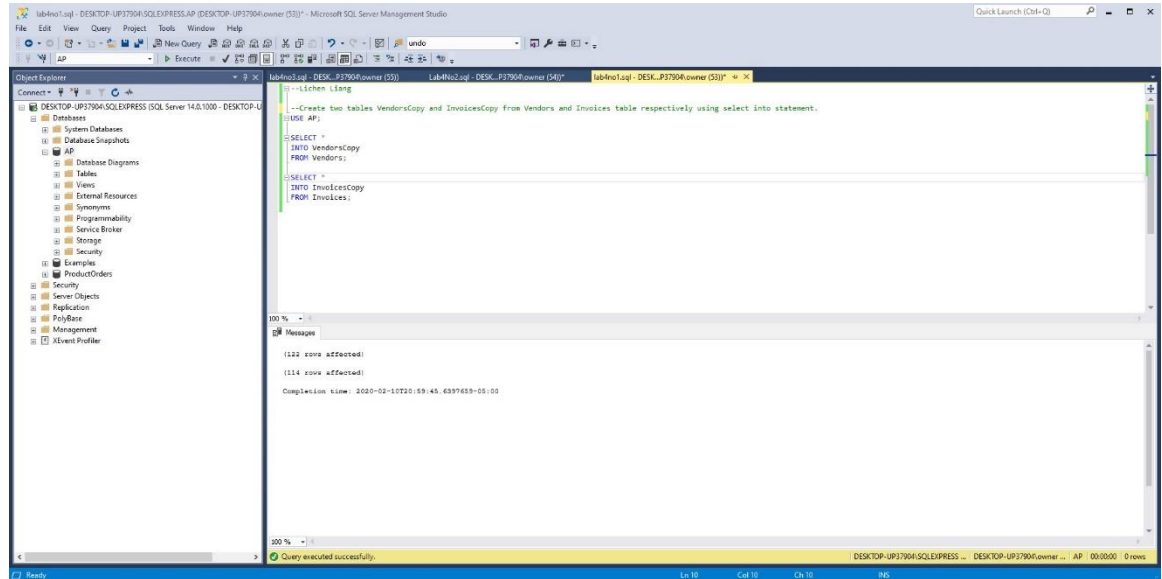 lab4no1.sql - DESKTOP-UP37904\SQLEXPRESS.AP (DESKTOP-UP37904\owner (53))* - Microsoft SQL Server Management Studio
Quick Launch (Ctrl+Q)
File Edit View Query Project Tools Window Help
New Query
undo
AP
Execute
Object Explorer
lab4no3.sql - DESK...P37904\owner (55))
Lab4No2.sql - DESK...P37904\owner (54))*
lab4no1.sql - DESK...P37904\owner (53))*
Connect
DESKTOP-UP37904\SQLEXPRESS (SQL Server 14.0.1000 - DESKTOP-U
Databases
System Databases
Database Snapshots
AP
Database Diagrams
Tables
Views
External Resources
Synonyms
Programmability
Service Broker
Storage
Security
Examples
ProductOrders
Security
Server Objects
Replication
PolyBase
Management
XEvent Profiler
--Lichen Liang
--Create two tables VendorsCopy and InvoicesCopy from Vendors and Invoices table respectively using select into statement.
USE AP;
SELECT *
INTO VendorsCopy
FROM Vendors;
SELECT *
INTO InvoicesCopy
FROM Invoices;
100 %
Messages
(122 rows affected)
(114 rows affected)
Completion time: 2020-02-10T20:59:45.6397659-05:00
100 %
Query executed successfully.
DESKTOP-UP37904\SQLEXPRESS ... DESKTOP-UP37904\owner ... AP 00:00:00 0 rows
Ready
Ln 10 Col 10 Ch 10 INS